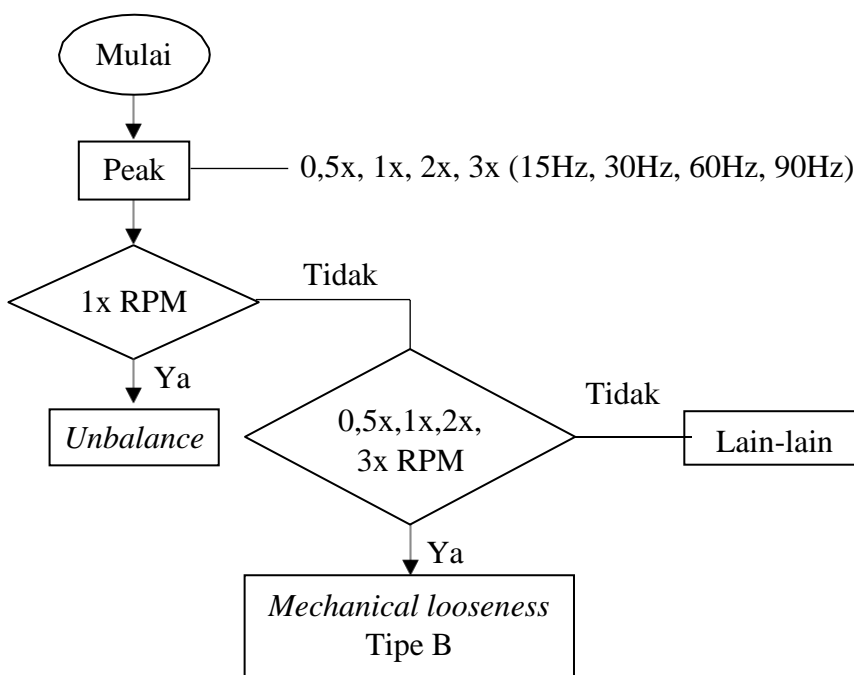 Mulai
Peak
0,5x, 1x, 2x, 3x (15Hz, 30Hz, 60Hz, 90Hz)
1x RPM
Tidak
Ya
Unbalance
0,5x,1x,2x,
3x RPM
Tidak
Lain-lain
Ya
Mechanical looseness
Tipe B